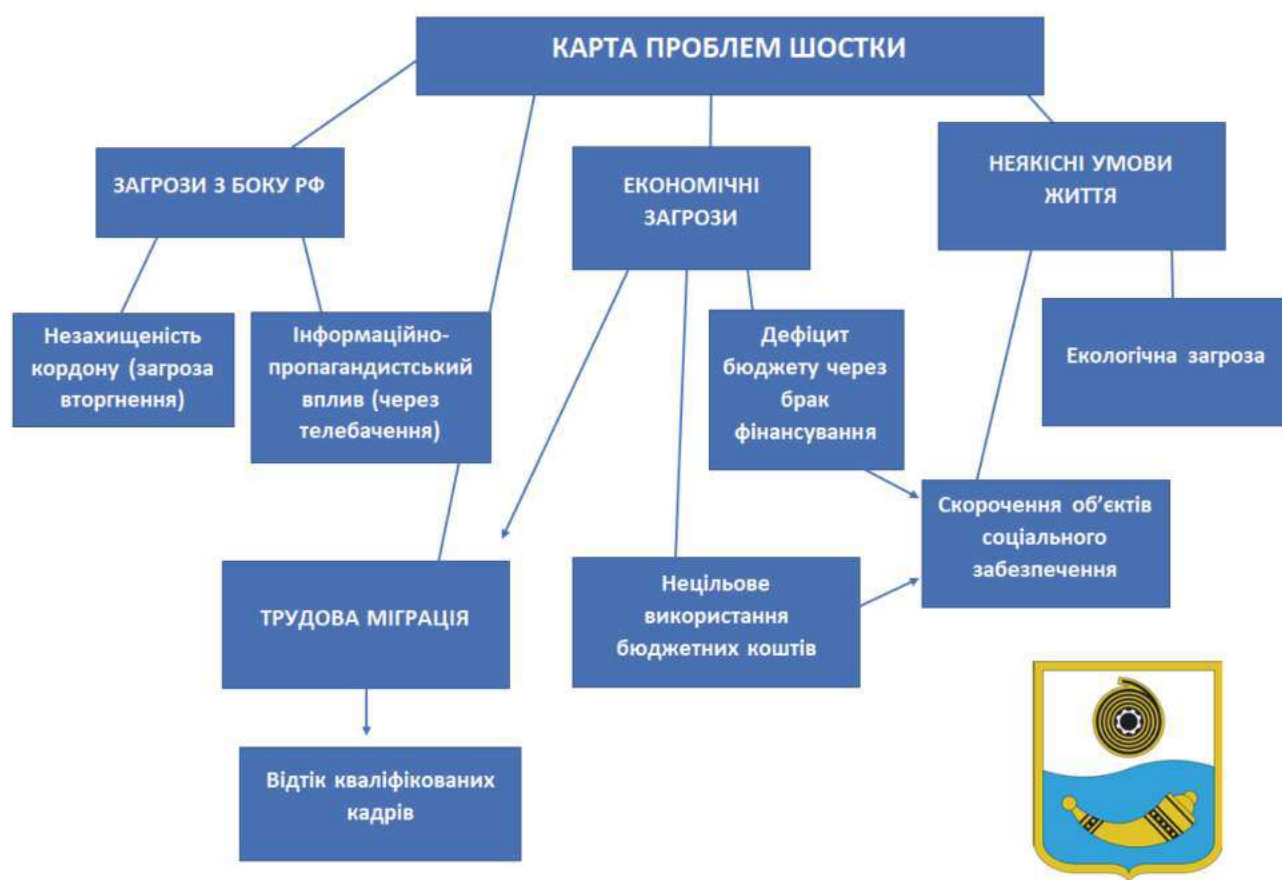 КАРТА ПРОБЛЕМ ШОСТКИ
ЗАГРОЗИ З БОКУ РФ
ЕКОНОМІЧНІ
ЗАГРОЗИ
НЕЯКІСНІ УМОВИ
ЖИТТЯ
Незахищеність
кордону (загроза
вторгнення)
Інформаційно-
пропагандистський
вплив (через
телебачення)
Дефіцит
бюджету через
брак
фінансування
Екологічна загроза
ТРУДОВА МІГРАЦІЯ
Нецільове
використання
бюджетних коштів
Скорочення об’єктів
соціального
забезпечення
Відтік кваліфікованих
кадрів